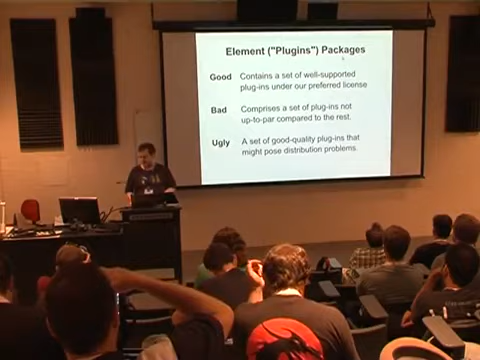 Element ("Plugins") Packages
Good Contains a set of well-supported
plug-ins under our preferred license
Bad Comprises a set of plug-ins not
up-to-par compared to the rest.
Ugly A set of good-quality plug-ins that
might pose distribution problems.